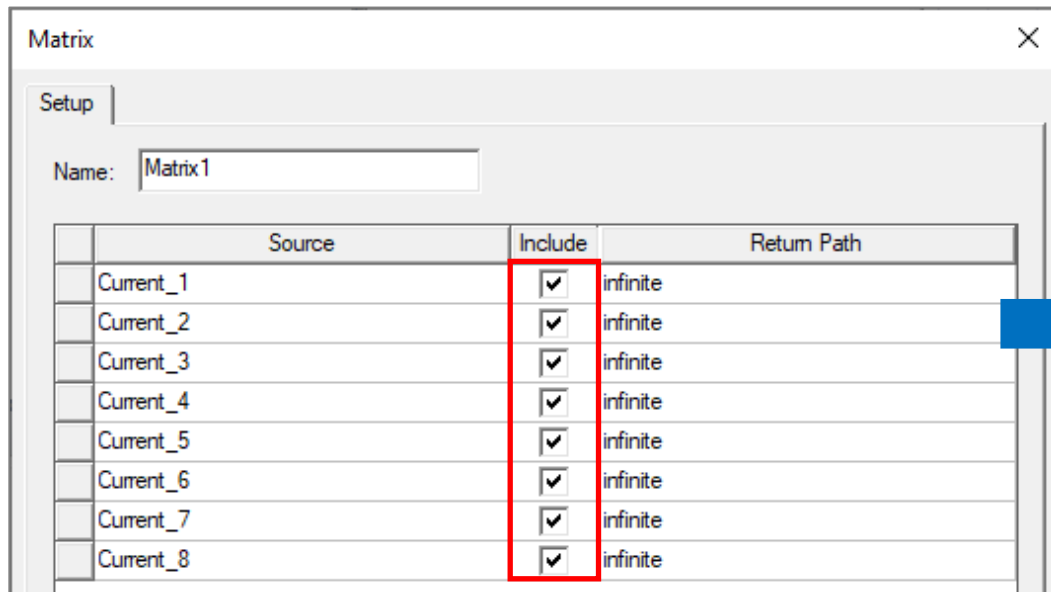 Matrix
Setup
Name: Matrix1
Source Include Return Path
Current_1 infinite
Current_2 infinite
Current_3 infinite
Current_4 infinite
Current_5 infinite
Current_6 infinite
Current_7 infinite
Current_8 infinite